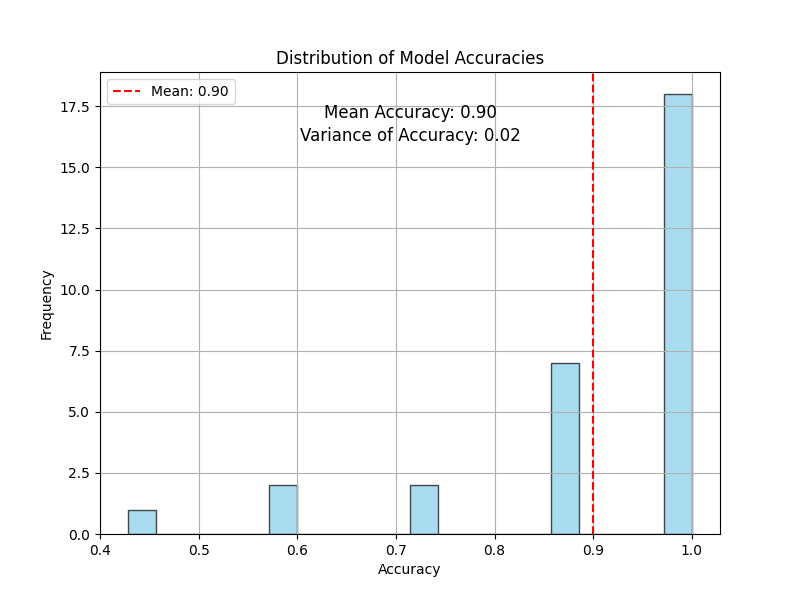 Distribution of Model Accuracies
Mean: 0.90
Mean Accuracy: 0.90
Variance of Accuracy: 0.02
Frequency
17.5
15.0
12.5
10.0
7.5
5.0
2.5
0.0
0.4 0.5 0.6 0.7 0.8 0.9 1.0
Accuracy